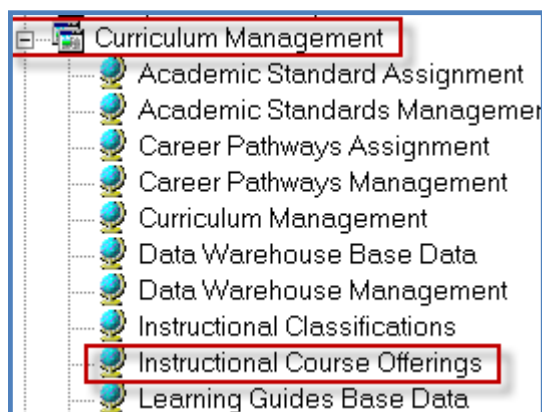 Curriculum Management
Academic Standard Assignment
Academic Standards Managemen
Career Pathways Assignment
Career Pathways Management
Curriculum Management
Data Warehouse Base Data
Data Warehouse Management
Instructional Classifications
Instructional Course Offerings
Learning Guides Base Data